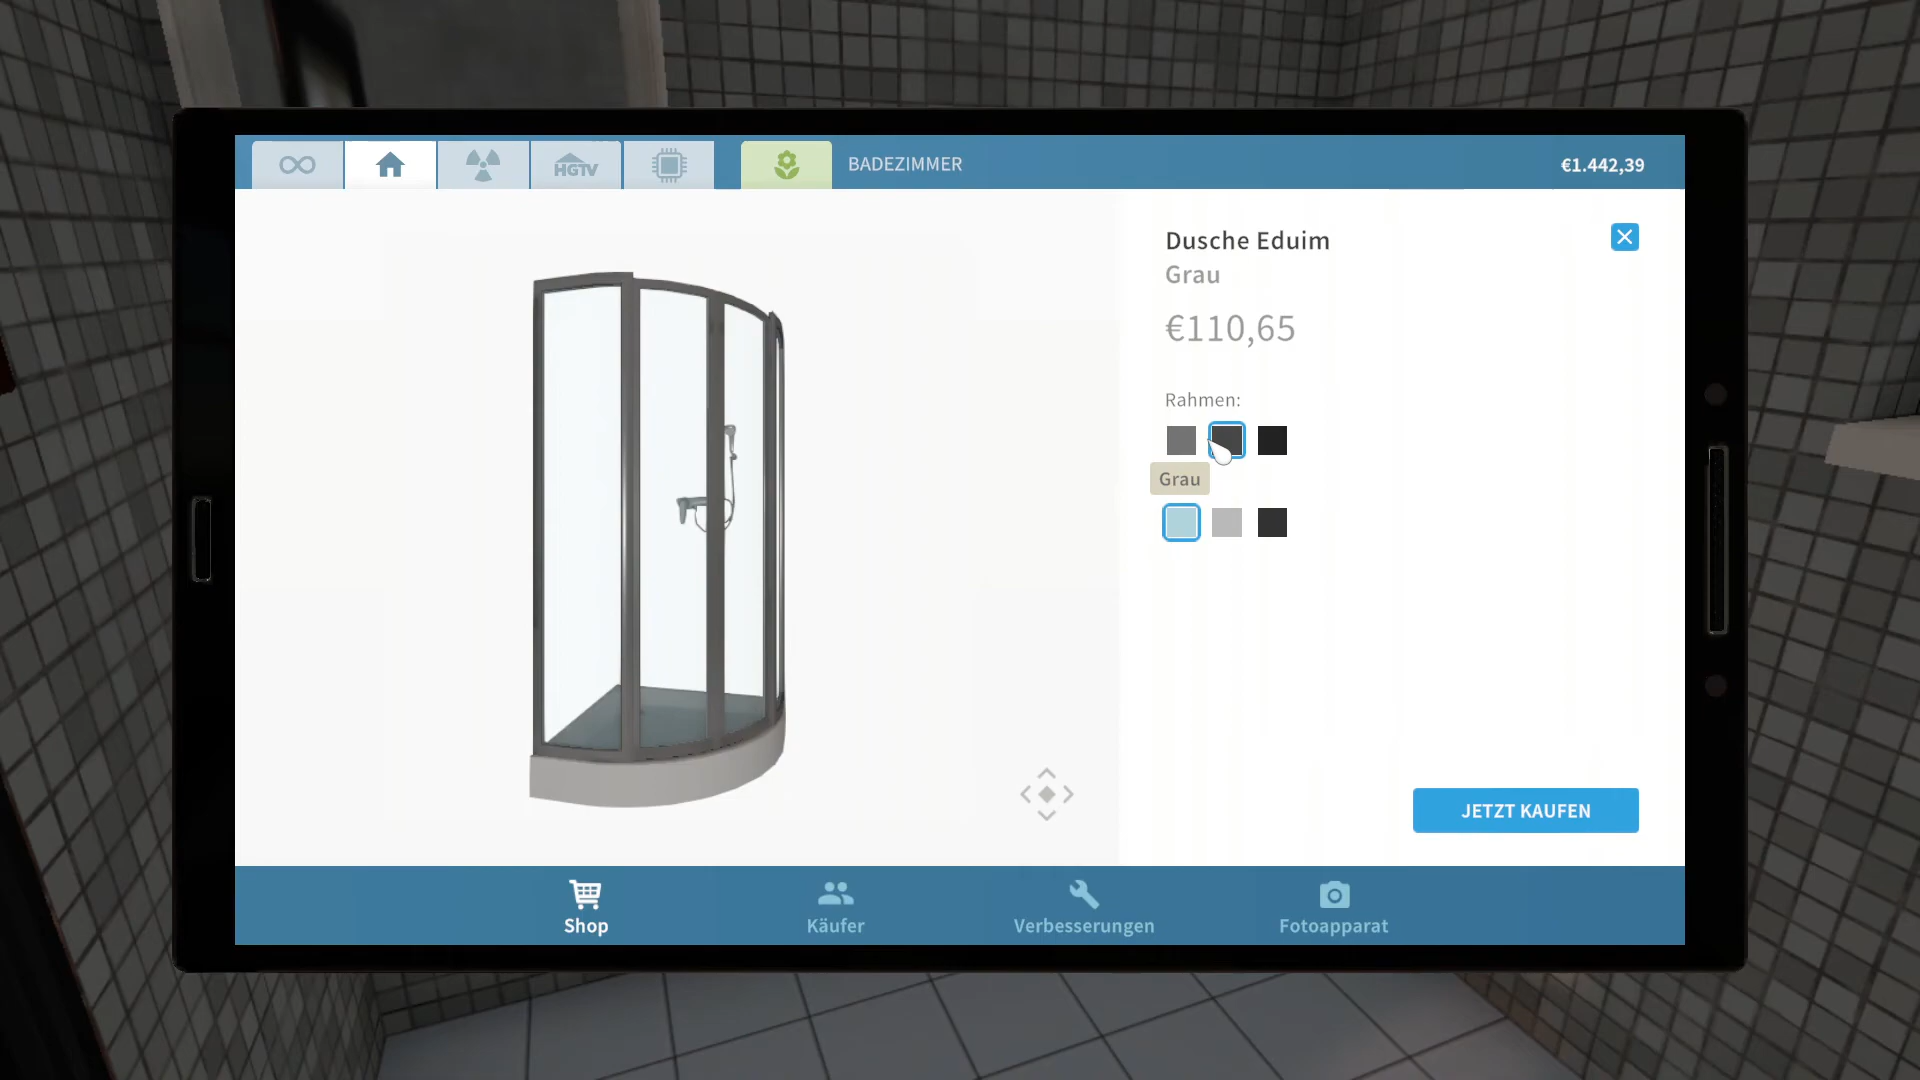 HGTV
BADEZIMMER
€1.442,39
Dusche Eduim
Grau
€110,65
Rahmen:
Grau
JETZT KAUFEN
Shop
Käufer
Verbesserungen
Fotoapparat